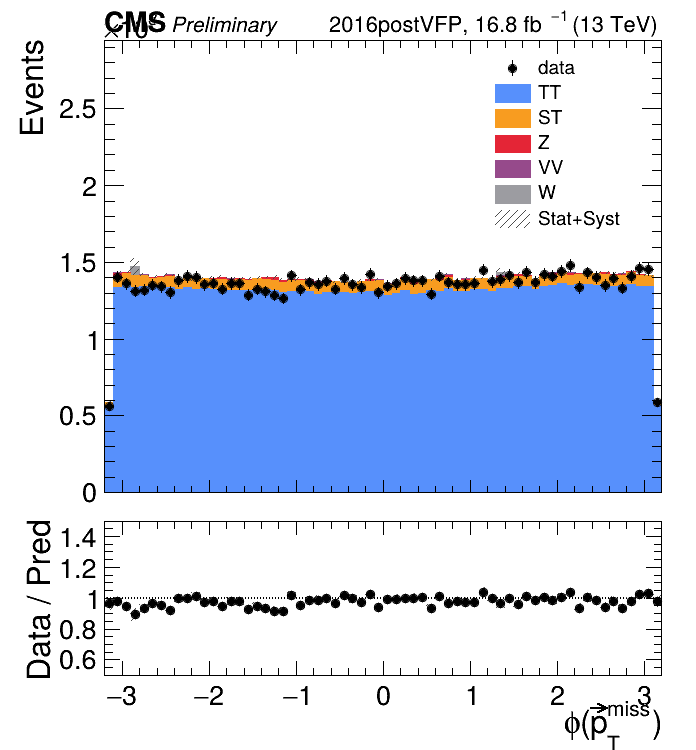 CMS Preliminary 2016postVFP, 16.8 fb⁻¹ (13 TeV)
Events
2.5
2
1.5
1
0.5
0
data
TT
ST
Z
VV
W
Stat+Syst
Data / Pred
1.4
1.2
1
0.8
0.6
−3 −2 −1 0 1 2 3
ϕ(p⃗_T^miss)